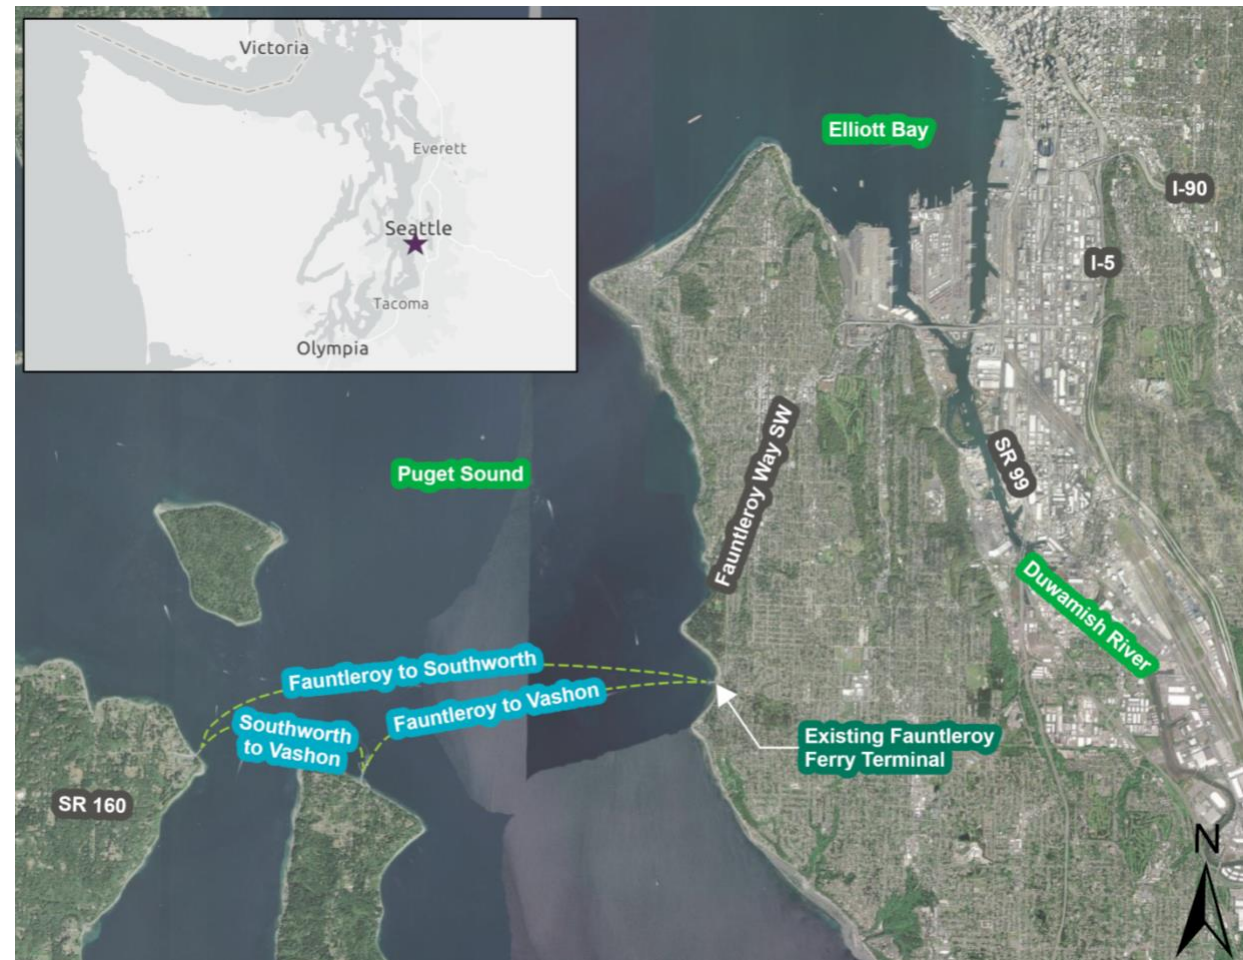 Victoria
Everett
Seattle
Tacoma
Olympia
Elliott Bay
I-90
I-5
Fauntleroy Way SW
SR 99
Puget Sound
Duwamish River
Fauntleroy to Southworth
Fauntleroy to Vashon
Southworth
to Vashon
Existing Fauntleroy
Ferry Terminal
SR 160
N